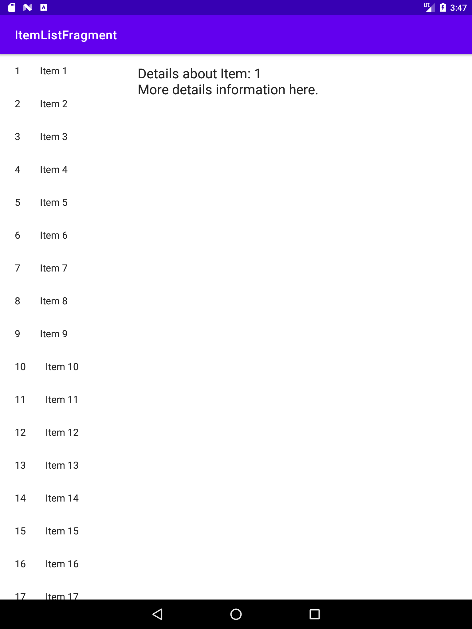 3:47
ItemListFragment
1 Item 1
Details about Item: 1
More details information here.
2 Item 2
3 Item 3
4 Item 4
5 Item 5
6 Item 6
7 Item 7
8 Item 8
9 Item 9
10 Item 10
11 Item 11
12 Item 12
13 Item 13
14 Item 14
15 Item 15
16 Item 16
17 Item 17